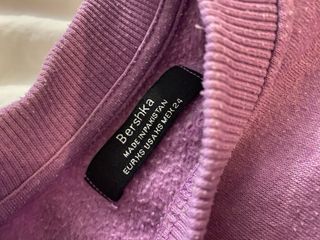 Bershka
MADE IN PAKISTAN
EUR XS USA XS MEX 24